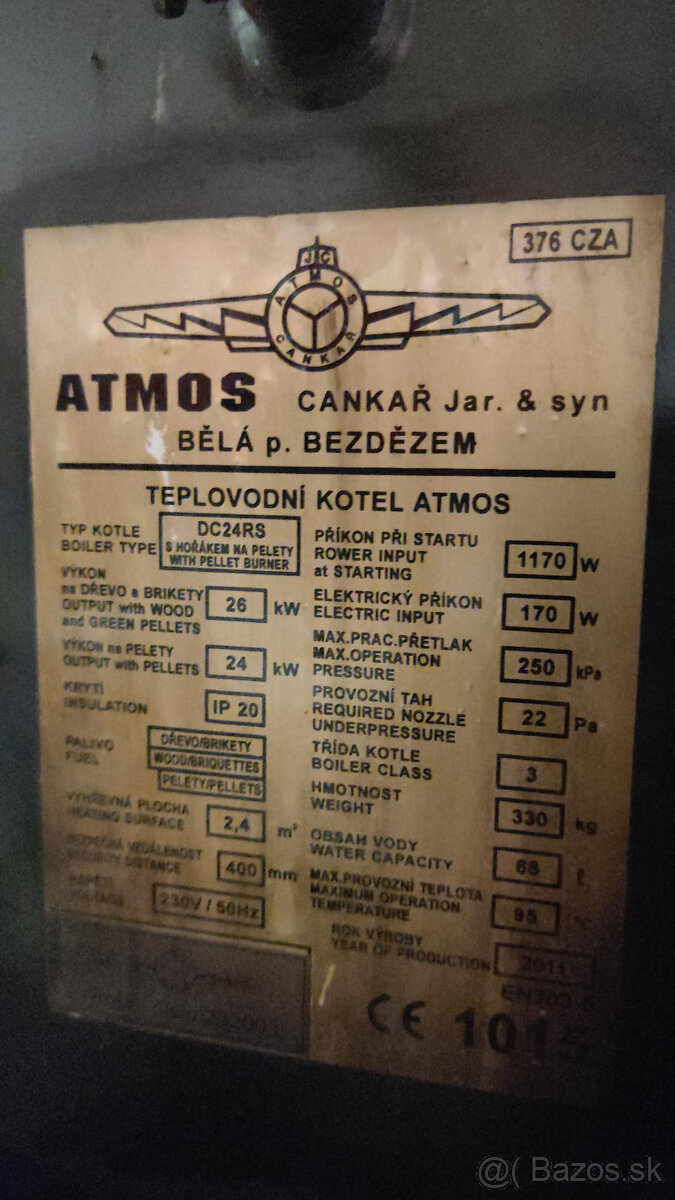 376 CZA
JC
ATMOS
CANKAŘ
ATMOS CANKAŘ Jar. & syn
BĚLÁ p. BEZDĚZEM
TEPLOVODNÍ KOTEL ATMOS
TYP KOTLE
BOILER TYPE
DC24RS
S HOŘÁKEM NA PELETY
WITH PELLET BURNER
VÝKON
na DŘEVO a BRIKETY
OUTPUT with WOOD
and GREEN PELLETS
26 kW
VÝKON na PELETY
OUTPUT with PELLETS
24 kW
KRYTÍ
INSULATION
IP 20
PALIVO
FUEL
DŘEVO/BRIKETY
WOOD/BRIQUETTES
PELETY/PELLETS
VÝHŘEVNÁ PLOCHA
HEATING SURFACE
2,4 m²
BEZPEČNÁ VZDÁLENOST
DISTANCE
400 mm
230V / 50Hz
PŘÍKON PŘI STARTU
ROWER INPUT
at STARTING
1170 W
ELEKTRICKÝ PŘÍKON
ELECTRIC INPUT
170 W
MAX.PRAC.PŘETLAK
MAX.OPERATION
PRESSURE
250 kPa
PROVOZNÍ TAH
REQUIRED NOZZLE
UNDERPRESSURE
22 Pa
TŘÍDA KOTLE
BOILER CLASS
3
HMOTNOST
WEIGHT
330 kg
OBSAH VODY
WATER CAPACITY
68 ℓ
MAX.PROVOZNÍ TEPLOTA
MAXIMUM OPERATION
TEMPERATURE
95 °C
ROK VÝROBY
YEAR OF PRODUCTION
2011
CE 1015
@( Bazos.sk